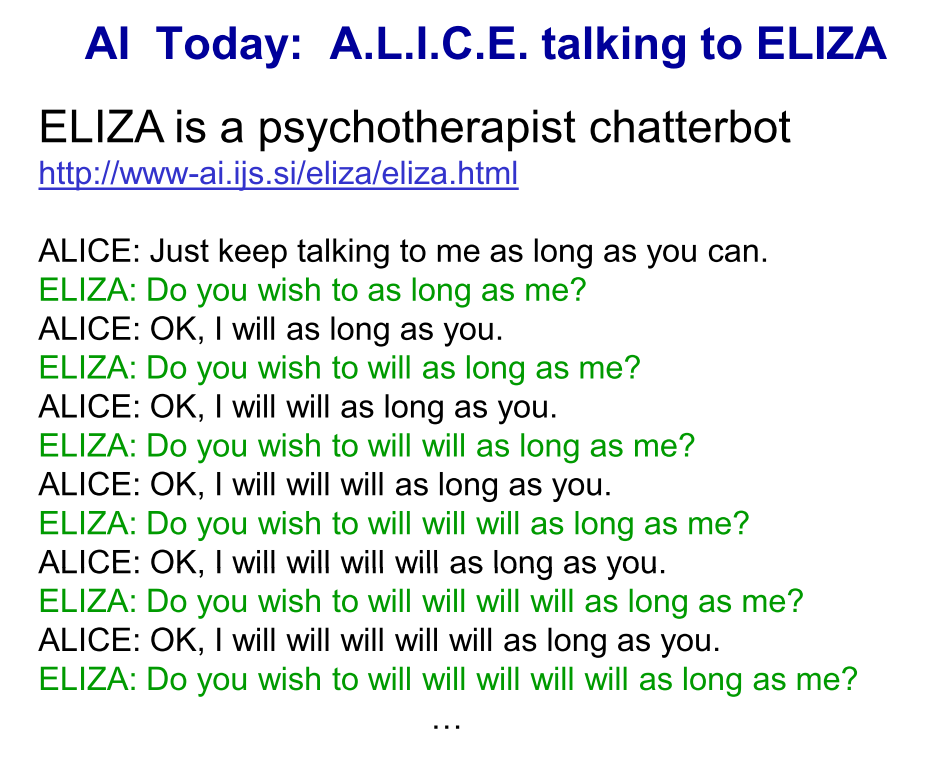 AI Today: A.L.I.C.E. talking to ELIZA
ELIZA is a psychotherapist chatterbot
http://www-ai.ijs.si/eliza/eliza.html
ALICE: Just keep talking to me as long as you can.
ELIZA: Do you wish to as long as me?
ALICE: OK, I will as long as you.
ELIZA: Do you wish to will as long as me?
ALICE: OK, I will will as long as you.
ELIZA: Do you wish to will will as long as me?
ALICE: OK, I will will will as long as you.
ELIZA: Do you wish to will will will as long as me?
ALICE: OK, I will will will will as long as you.
ELIZA: Do you wish to will will will will as long as me?
ALICE: OK, I will will will will will as long as you.
ELIZA: Do you wish to will will will will will as long as me?
…